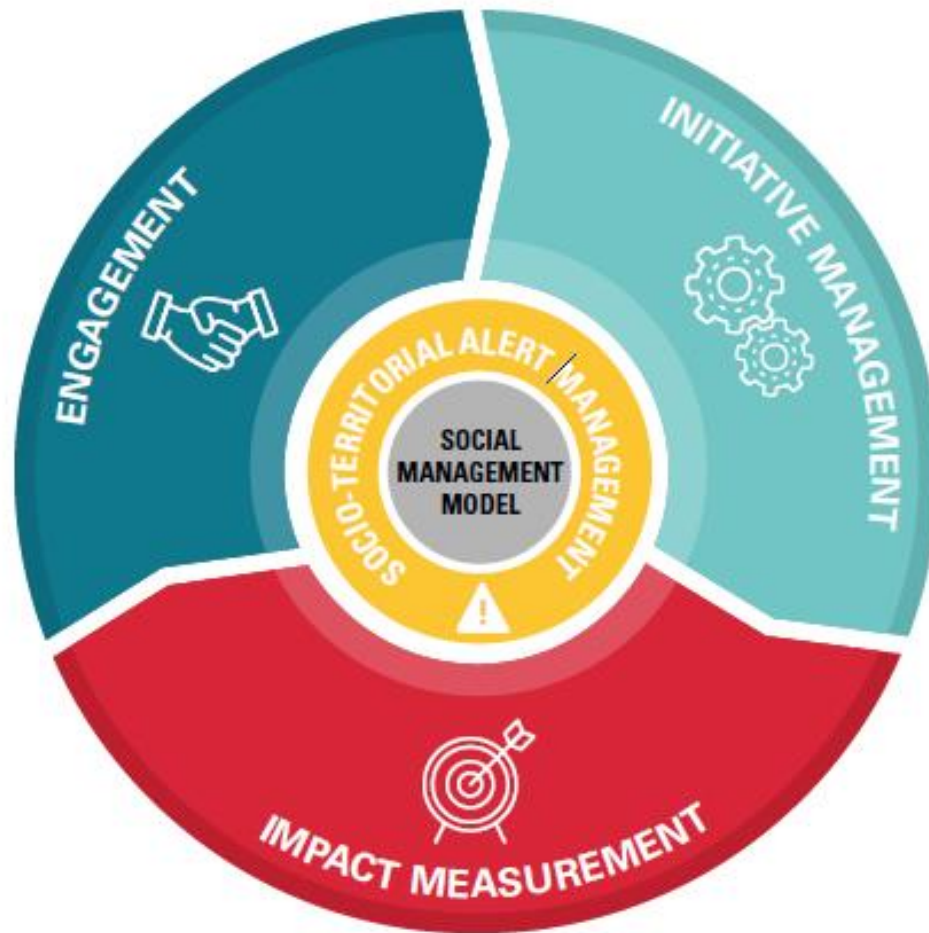 ENGAGEMENT
INITIATIVE MANAGEMENT
SOCIO-TERRITORIAL ALERT / MANAGEMENT
SOCIAL
MANAGEMENT
MODEL
!
IMPACT MEASUREMENT